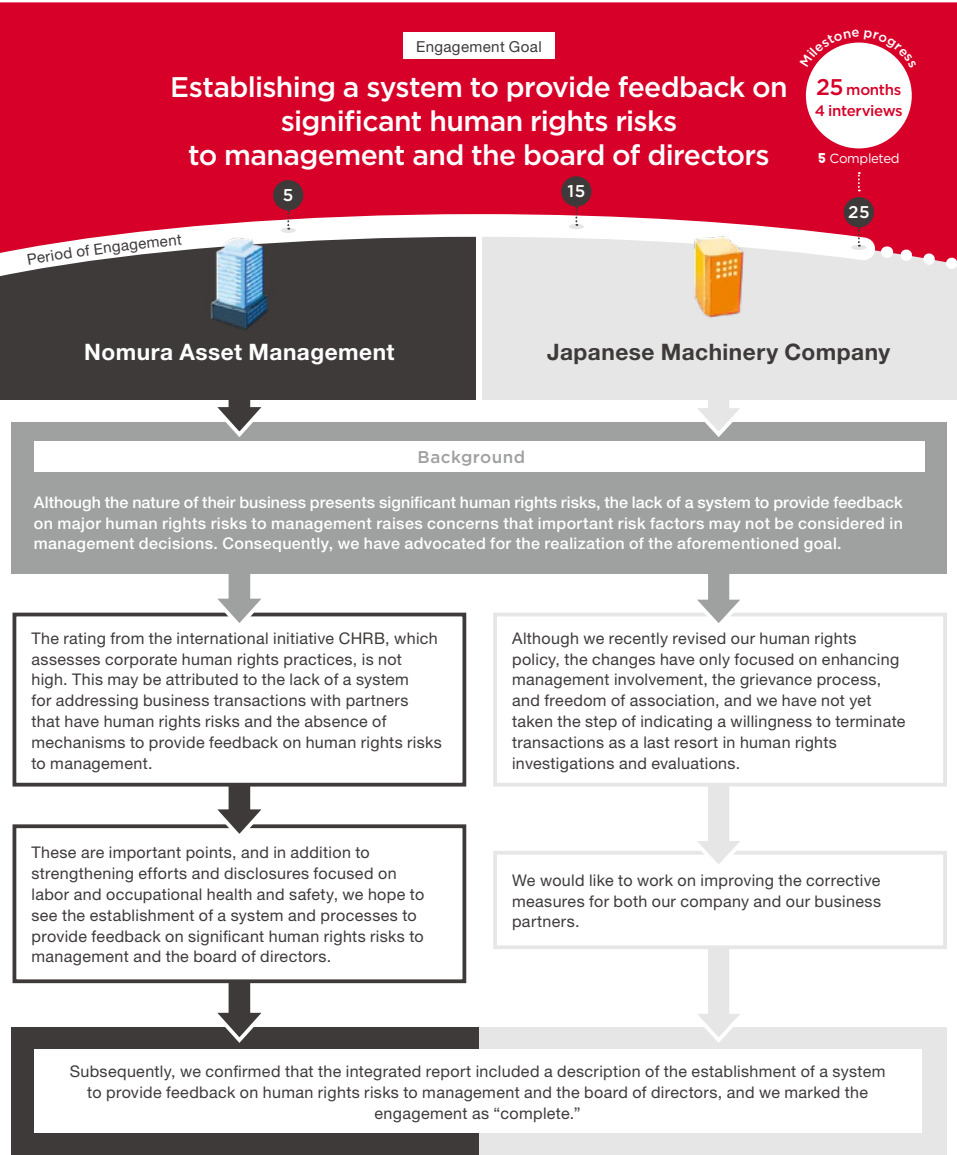 Engagement Goal
Establishing a system to provide feedback on
significant human rights risks
to management and the board of directors
Milestone progress
25 months
4 interviews
5 Completed
5
15
25
Period of Engagement
Nomura Asset Management
Japanese Machinery Company
Background
Although the nature of their business presents significant human rights risks, the lack of a system to provide feedback
on major human rights risks to management raises concerns that important risk factors may not be considered in
management decisions. Consequently, we have advocated for the realization of the aforementioned goal.
The rating from the international initiative CHRB, which
assesses corporate human rights practices, is not
high. This may be attributed to the lack of a system
for addressing business transactions with partners
that have human rights risks and the absence of
mechanisms to provide feedback on human rights risks
to management.
Although we recently revised our human rights
policy, the changes have only focused on enhancing
management involvement, the grievance process,
and freedom of association, and we have not yet
taken the step of indicating a willingness to terminate
transactions as a last resort in human rights
investigations and evaluations.
These are important points, and in addition to
strengthening efforts and disclosures focused on
labor and occupational health and safety, we hope to
see the establishment of a system and processes to
provide feedback on significant human rights risks to
management and the board of directors.
We would like to work on improving the corrective
measures for both our company and our business
partners.
Subsequently, we confirmed that the integrated report included a description of the establishment of a system
to provide feedback on human rights risks to management and the board of directors, and we marked the
engagement as “complete.”